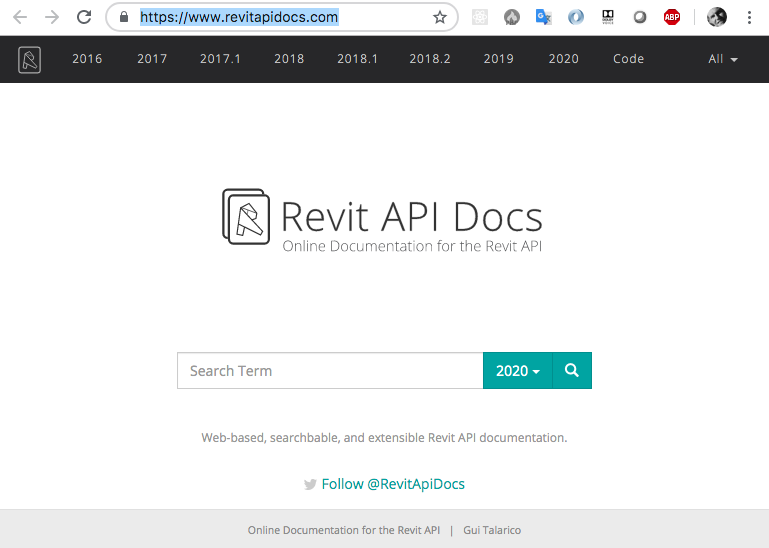 https://www.revitapidocs.com
ABP
2016 2017 2017.1 2018 2018.1 2018.2 2019 2020 Code All
Revit API Docs
Online Documentation for the Revit API
Search Term 2020
Web-based, searchbable, and extensible Revit API documentation.
Follow @RevitApiDocs
Online Documentation for the Revit API | Gui Talarico